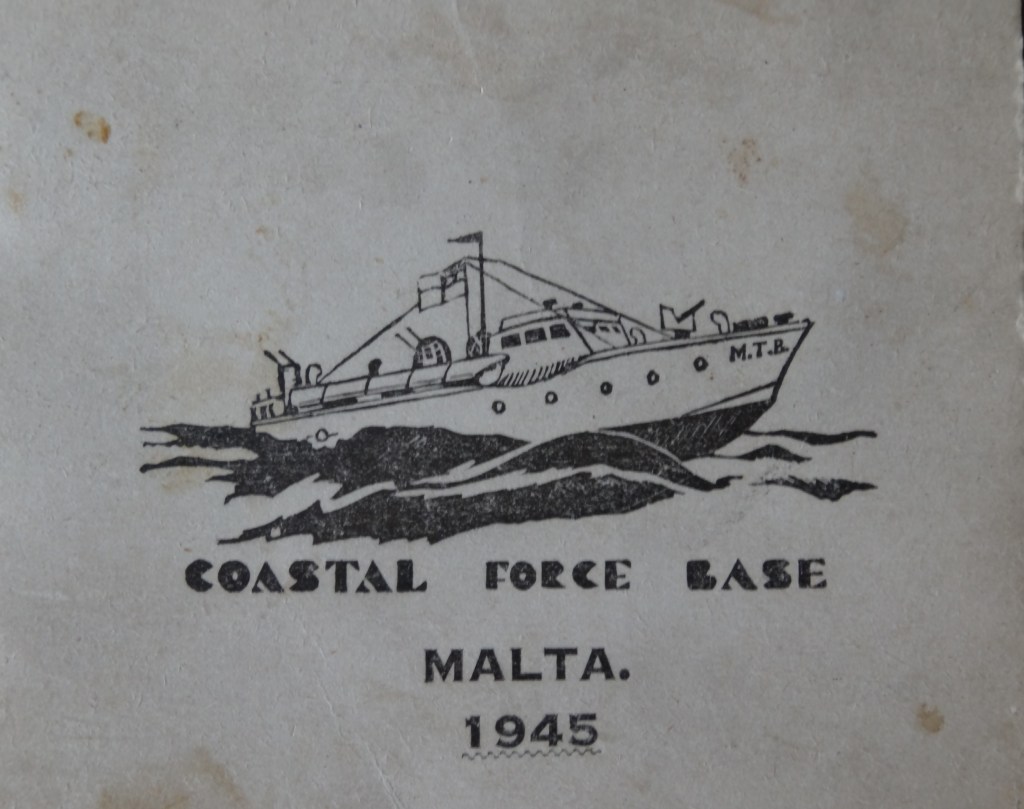 M.T.B.
COASTAL FORCE BASE
MALTA.
1945